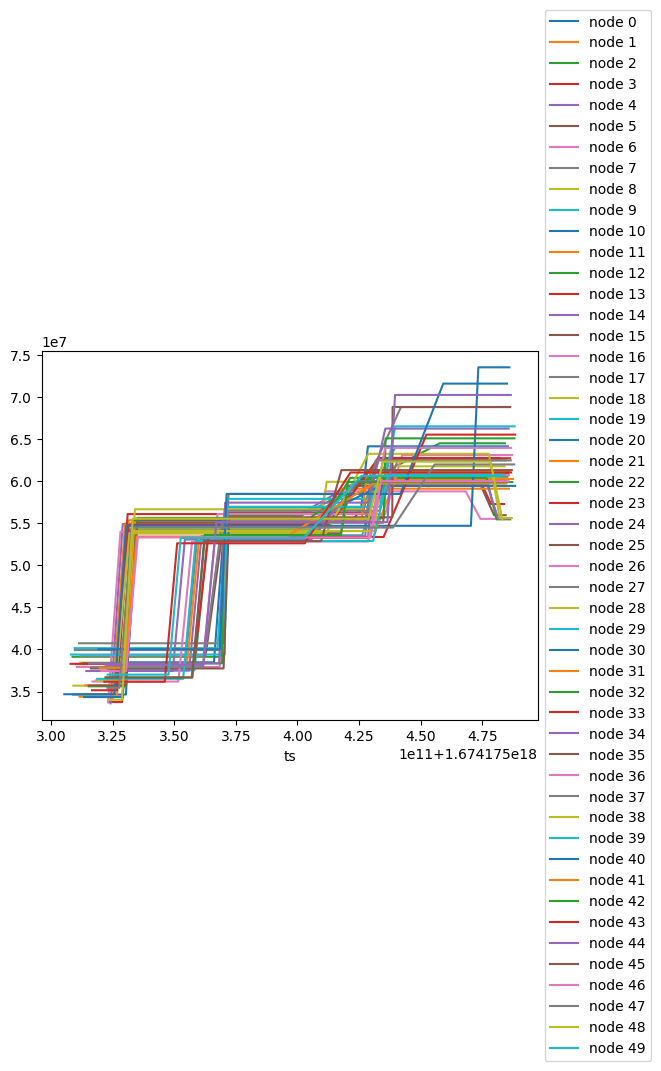 1e7
7.5
7.0
6.5
6.0
5.5
5.0
4.5
4.0
3.5
3.00 3.25 3.50 3.75 4.00 4.25 4.50 4.75
ts
1e11+1.674175e18
node 0
node 1
node 2
node 3
node 4
node 5
node 6
node 7
node 8
node 9
node 10
node 11
node 12
node 13
node 14
node 15
node 16
node 17
node 18
node 19
node 20
node 21
node 22
node 23
node 24
node 25
node 26
node 27
node 28
node 29
node 30
node 31
node 32
node 33
node 34
node 35
node 36
node 37
node 38
node 39
node 40
node 41
node 42
node 43
node 44
node 45
node 46
node 47
node 48
node 49